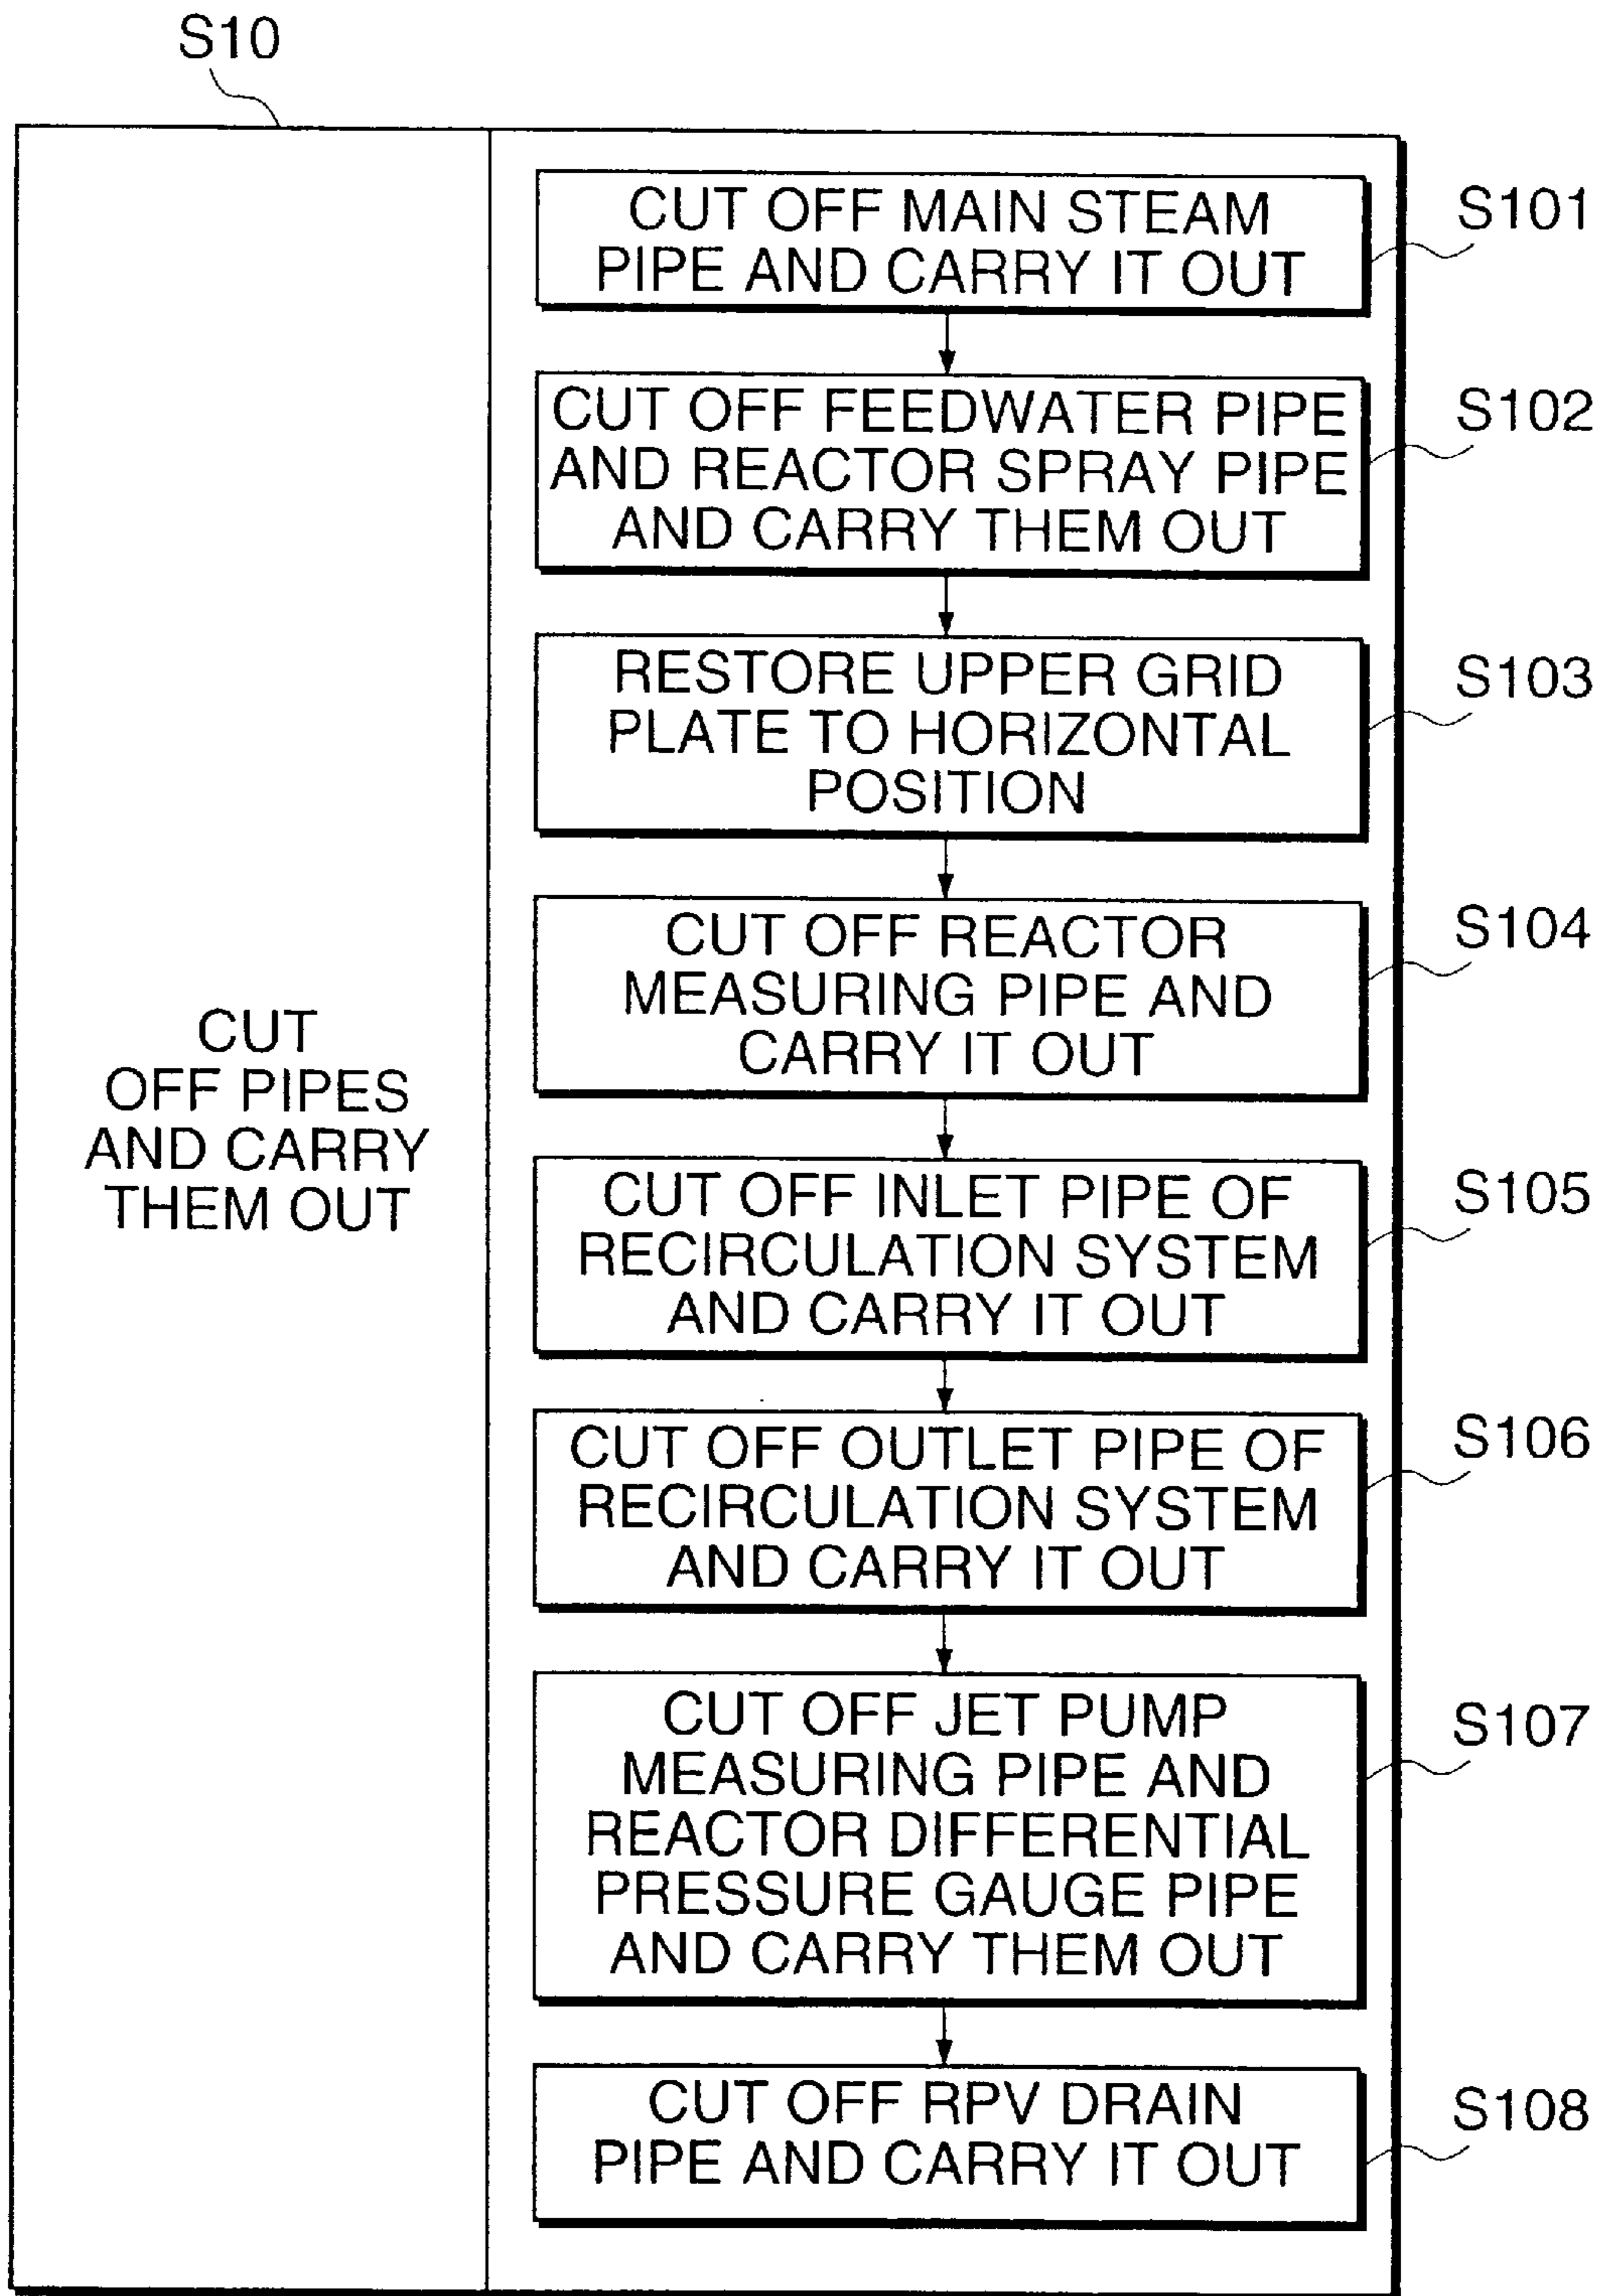 S10
CUT
OFF PIPES
AND CARRY
THEM OUT
CUT OFF MAIN STEAM
PIPE AND CARRY IT OUT
S101
CUT OFF FEEDWATER PIPE
AND REACTOR SPRAY PIPE
AND CARRY THEM OUT
S102
RESTORE UPPER GRID
PLATE TO HORIZONTAL
POSITION
S103
CUT OFF REACTOR
MEASURING PIPE AND
CARRY IT OUT
S104
CUT OFF INLET PIPE OF
RECIRCULATION SYSTEM
AND CARRY IT OUT
S105
CUT OFF OUTLET PIPE OF
RECIRCULATION SYSTEM
AND CARRY IT OUT
S106
CUT OFF JET PUMP
MEASURING PIPE AND
REACTOR DIFFERENTIAL
PRESSURE GAUGE PIPE
AND CARRY THEM OUT
S107
CUT OFF RPV DRAIN
PIPE AND CARRY IT OUT
S108